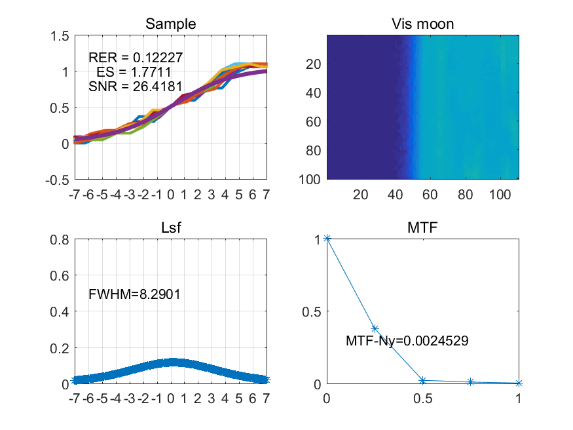 Sample
1.5
1
0.5
0
-0.5
RER = 0.12227
ES = 1.7711
SNR = 26.4181
-7 -6 -5 -4 -3 -2 -1 0 1 2 3 4 5 6 7
Vis moon
20
40
60
80
100
20 40 60 80 100
Lsf
0.8
0.6
0.4
0.2
0
FWHM=8.2901
-7 -6 -5 -4 -3 -2 -1 0 1 2 3 4 5 6 7
MTF
1
0.5
0
MTF-Ny=0.0024529
0 0.5 1